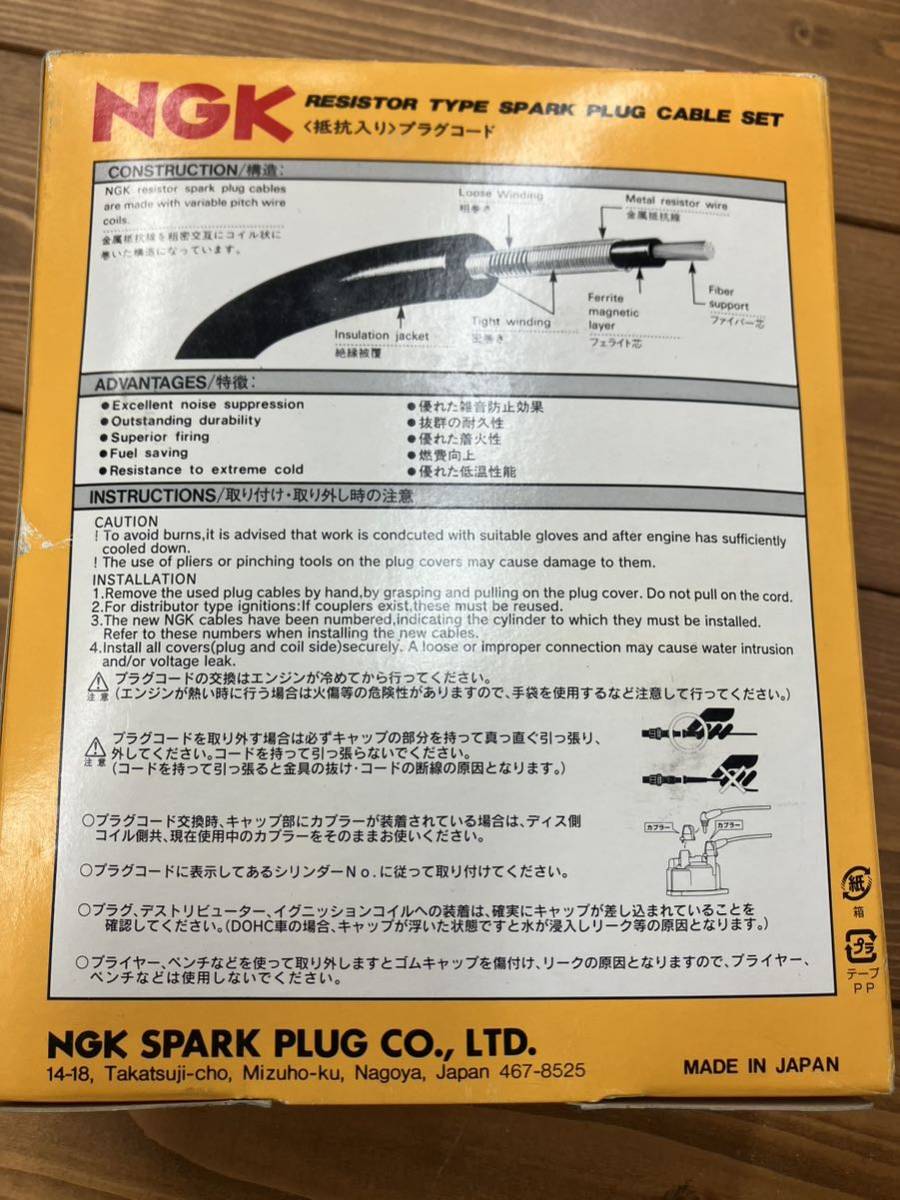 NGK RESISTOR TYPE SPARK PLUG CABLE SET
〈抵抗入り〉プラグコード
CONSTRUCTION/構造:
NGK resistor spark plug cables
are made with variable pitch wire
coils.
金属抵抗線を粗密交互にコイル状に
巻いた構造になっています。
Loose Winding
粗巻き
Metal resistor wire
金属抵抗線
Fiber
support
ファイバー芯
Ferrite
magnetic
layer
フェライト芯
Tight winding
密巻き
Insulation jacket
絶縁被覆
ADVANTAGES/特徴:
●Excellent noise suppression
●Outstanding durability
●Superior firing
●Fuel saving
●Resistance to extreme cold
●優れた雑音防止効果
●抜群の耐久性
●優れた着火性
●燃費向上
●優れた低温性能
INSTRUCTIONS/取り付け・取り外し時の注意
CAUTION
! To avoid burns,it is advised that work is condcuted with suitable gloves and after engine has sufficiently
cooled down.
! The use of pliers or pinching tools on the plug covers may cause damage to them.
INSTALLATION
1.Remove the used plug cables by hand,by grasping and pulling on the plug cover. Do not pull on the cord.
2.For distributor type ignitions:If couplers exist,these must be reused.
3.The new NGK cables have been numbered,indicating the cylinder to which they must be installed.
Refer to these numbers when installing the new cables.
4.Install all covers(plug and coil side)securely. A loose or improper connection may cause water intrusion
and/or voltage leak.
注意 プラグコードの交換はエンジンが冷めてから行ってください。
(エンジンが熱い時に行う場合は火傷等の危険性がありますので、手袋を使用するなど注意して行ってください。)
注意 プラグコードを取り外す場合は必ずキャップの部分を持って真っ直ぐ引っ張り、
外してください。コードを持って引っ張らないでください。
(コードを持って引っ張ると金具の抜け・コードの断線の原因となります。)
○プラグコード交換時、キャップ部にカプラーが装着されている場合は、ディス側
コイル側共、現在使用中のカプラーをそのままお使いください。
カプラー
カプラー
○プラグコードに表示してあるシリンダーNo.に従って取り付けてください。
○プラグ、デストリビューター、イグニッションコイルへの装着は、確実にキャップが差し込まれていることを
確認してください。(DOHC車の場合、キャップが浮いた状態ですと水が浸入しリーク等の原因となります。)
○プライヤー、ペンチなどを使って取り外しますとゴムキャップを傷付け、リークの原因となりますので、プライヤー、
ペンチなどは使用しないでください。
紙
箱
プラ
テープ
PP
NGK SPARK PLUG CO., LTD.
14-18, Takatsuji-cho, Mizuho-ku, Nagoya, Japan 467-8525
MADE IN JAPAN